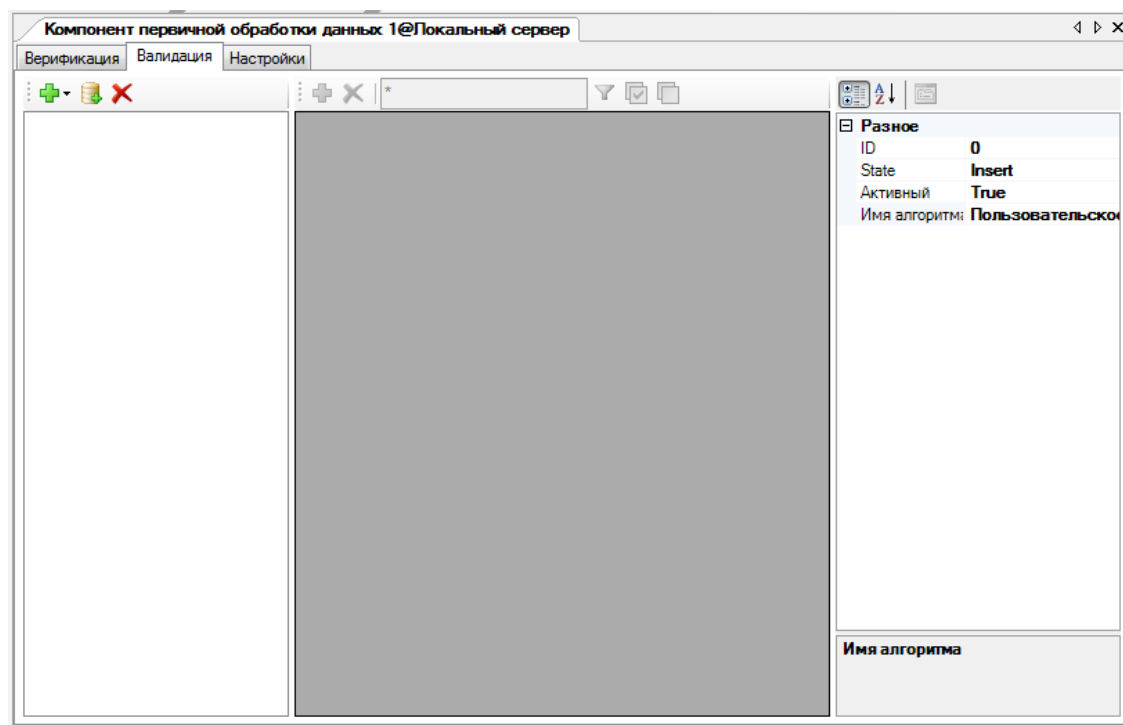 Компонент первичной обработки данных 1@Локальный сервер
Верификация Валидация Настройки
*
Разное
ID 0
State Insert
Активный True
Имя алгоритма Пользовательское
Имя алгоритма